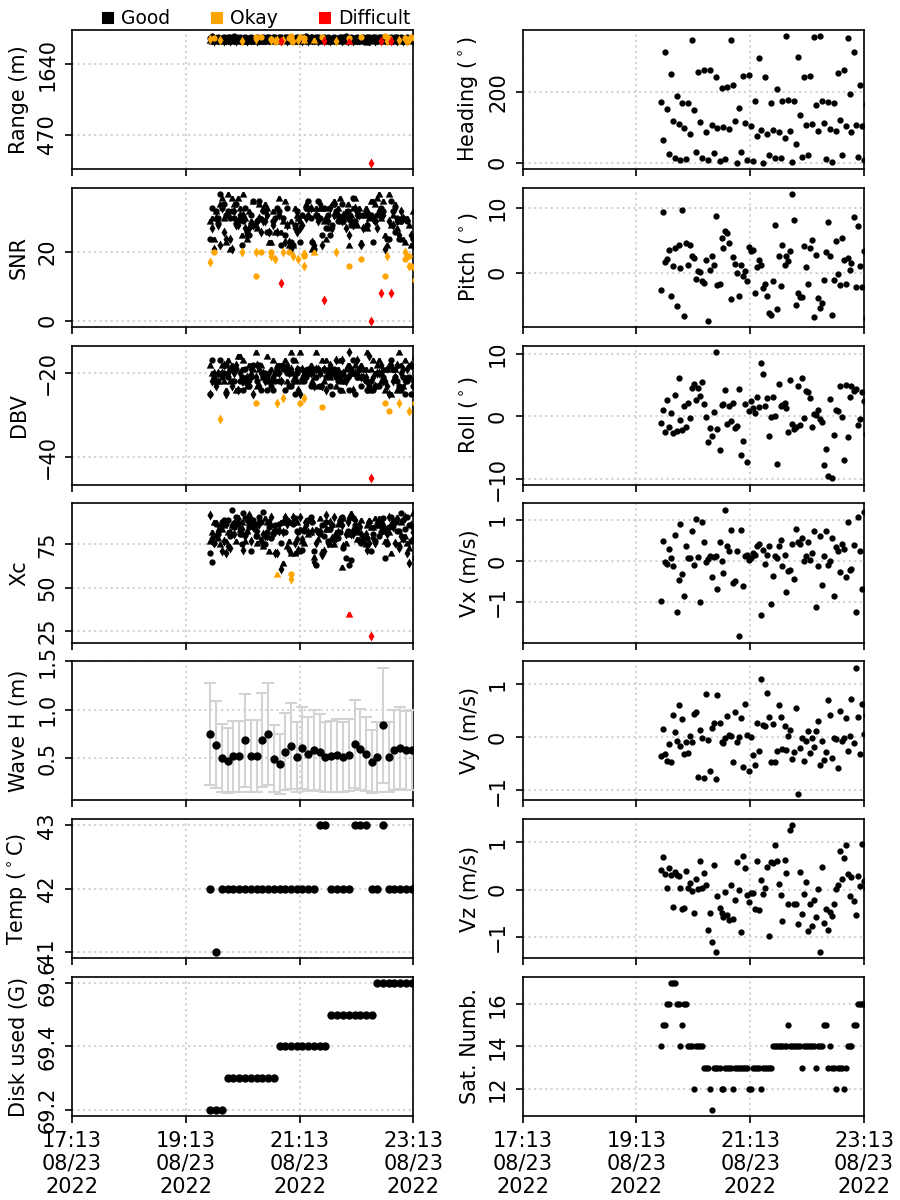 Good Okay Difficult
Range (m)
1640
470
Heading (°)
200
0
SNR
20
0
Pitch (°)
10
0
DBV
−20
−40
Roll (°)
10
0
−10
Xc
75
50
25
Vx (m/s)
1
0
−1
Wave H (m)
1.5
1.0
0.5
Vy (m/s)
1
0
−1
Temp (°C)
43
42
41
Vz (m/s)
1
0
−1
Disk used (G)
69.6
69.4
69.2
Sat. Numb.
16
14
12
17:13 19:13 21:13 23:13
08/23 08/23 08/23 08/23
2022 2022 2022 2022
17:13 19:13 21:13 23:13
08/23 08/23 08/23 08/23
2022 2022 2022 2022